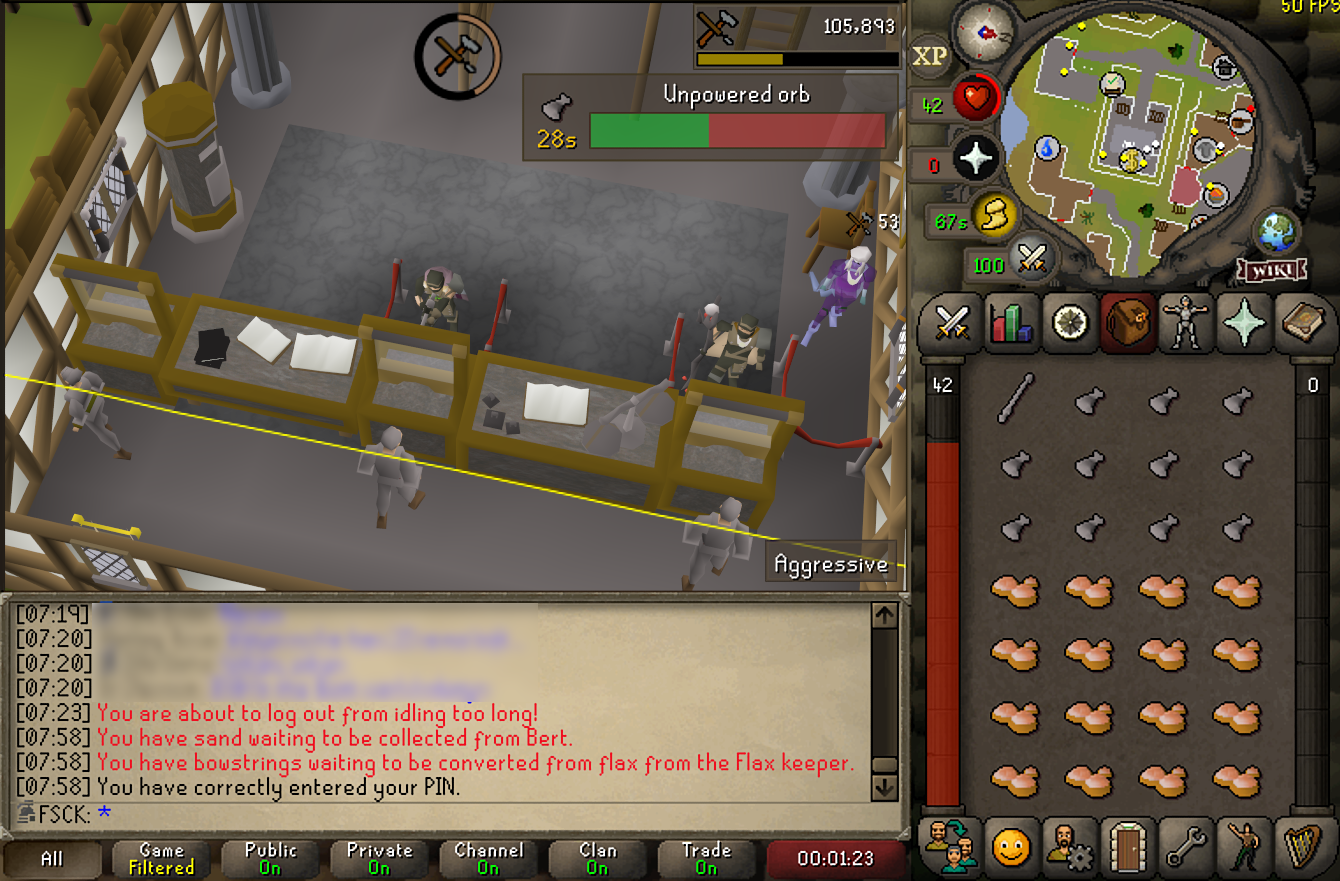 50 FPS
105,893
XP
Unpowered orb
28s
42
0
53
67s
100
WIKI
42
0
Aggressive
[07:19]
[07:20]
[07:20]
[07:20]
[07:23] You are about to log out from idling too long!
[07:58] You have sand waiting to be collected from Bert.
[07:58] You have bowstrings waiting to be converted from flax from the Flax keeper.
[07:58] You have correctly entered your PIN.
FSCK: *
All
Game
Filtered
Public
On
Private
On
Channel
On
Clan
On
Trade
On
00:01:23